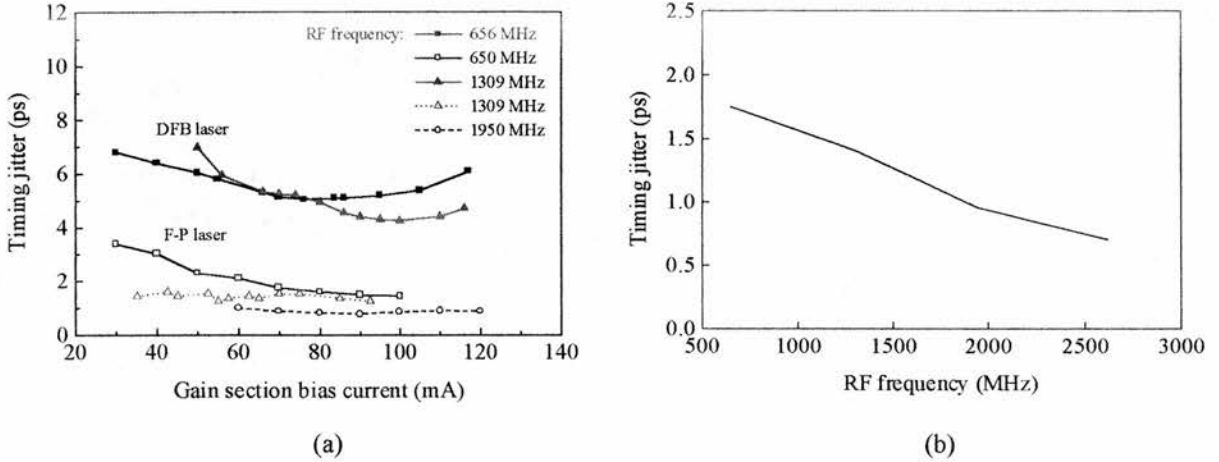 12
10
8
6
4
2
0
Timing jitter (ps)
RF frequency:
656 MHz
650 MHz
1309 MHz
1309 MHz
1950 MHz
DFB laser
F-P laser
20 40 60 80 100 120 140
Gain section bias current (mA)
(a)
2.5
2.0
1.5
1.0
0.5
0.0
Timing jitter (ps)
500 1000 1500 2000 2500 3000
RF frequency (MHz)
(b)